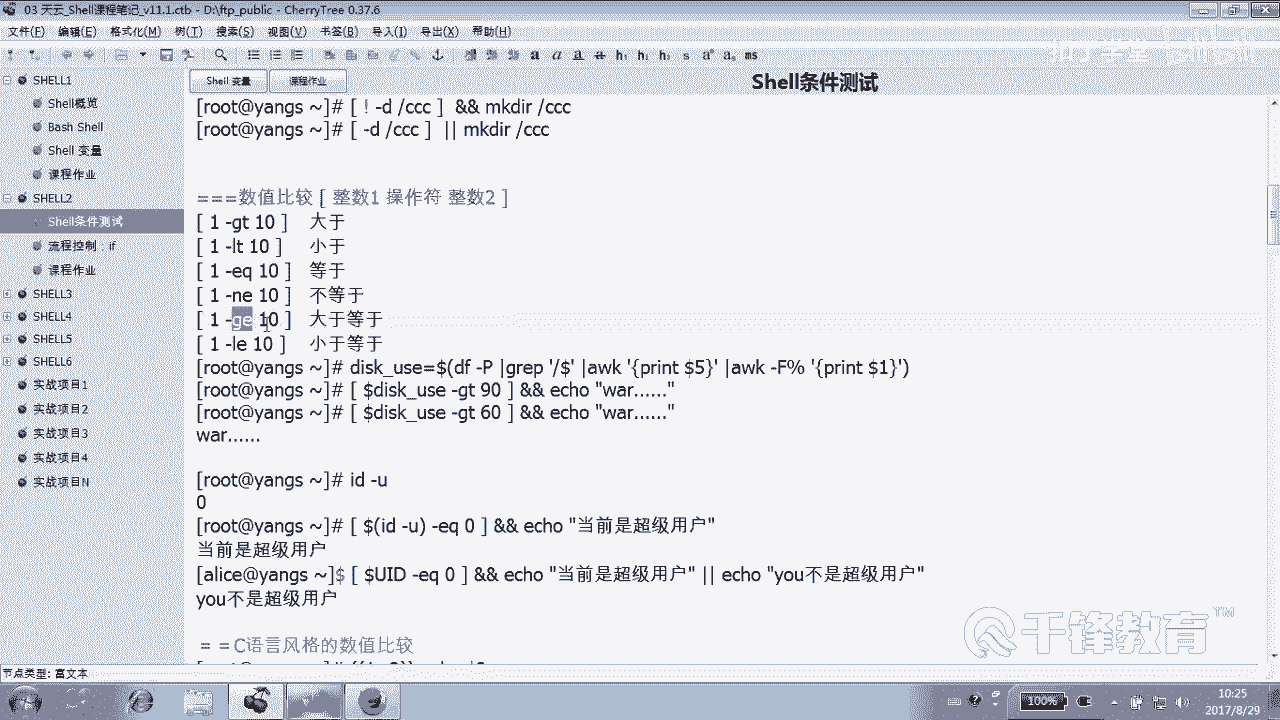 03 天云_Shell课程笔记_v11.1.ctb - D:\ftp_public - CherryTree 0.37.6
文件(F) 编辑(E) 格式化(M) 树(T) 搜索(S) 视图(V) 书签(B) 导入(I) 导出(X) 帮助(H)
a a a a h₁ h₂ h₃ s aᵃ aₐ ms
SHELL1
Shell概览
Bash Shell
Shell 变量
课程作业
SHELL2
Shell条件测试
流程控制：if
课程作业
SHELL3
SHELL4
SHELL5
SHELL6
实战项目1
实战项目2
实战项目3
实战项目4
实战项目N
Shell 变量 课程作业
Shell条件测试
[root@yangs ~]# [ ! -d /ccc ] && mkdir /ccc
[root@yangs ~]# [ -d /ccc ] || mkdir /ccc
===数值比较 [ 整数1 操作符 整数2 ]
[ 1 -gt 10 ] 大于
[ 1 -lt 10 ] 小于
[ 1 -eq 10 ] 等于
[ 1 -ne 10 ] 不等于
[ 1 -ge 10 ] 大于等于
[ 1 -le 10 ] 小于等于
[root@yangs ~]# disk_use=$(df -P |grep '/$' |awk '{print $5}' |awk -F% '{print $1}')
[root@yangs ~]# [ $disk_use -gt 90 ] && echo "war......"
[root@yangs ~]# [ $disk_use -gt 60 ] && echo "war......"
war......
[root@yangs ~]# id -u
0
[root@yangs ~]# [ $(id -u) -eq 0 ] && echo "当前是超级用户"
当前是超级用户
[alice@yangs ~]$ [ $UID -eq 0 ] && echo "当前是超级用户" || echo "you不是超级用户"
you不是超级用户
==C语言风格的数值比较
千锋教育™
节点类型: 富文本
100%
10:25
2017/8/29